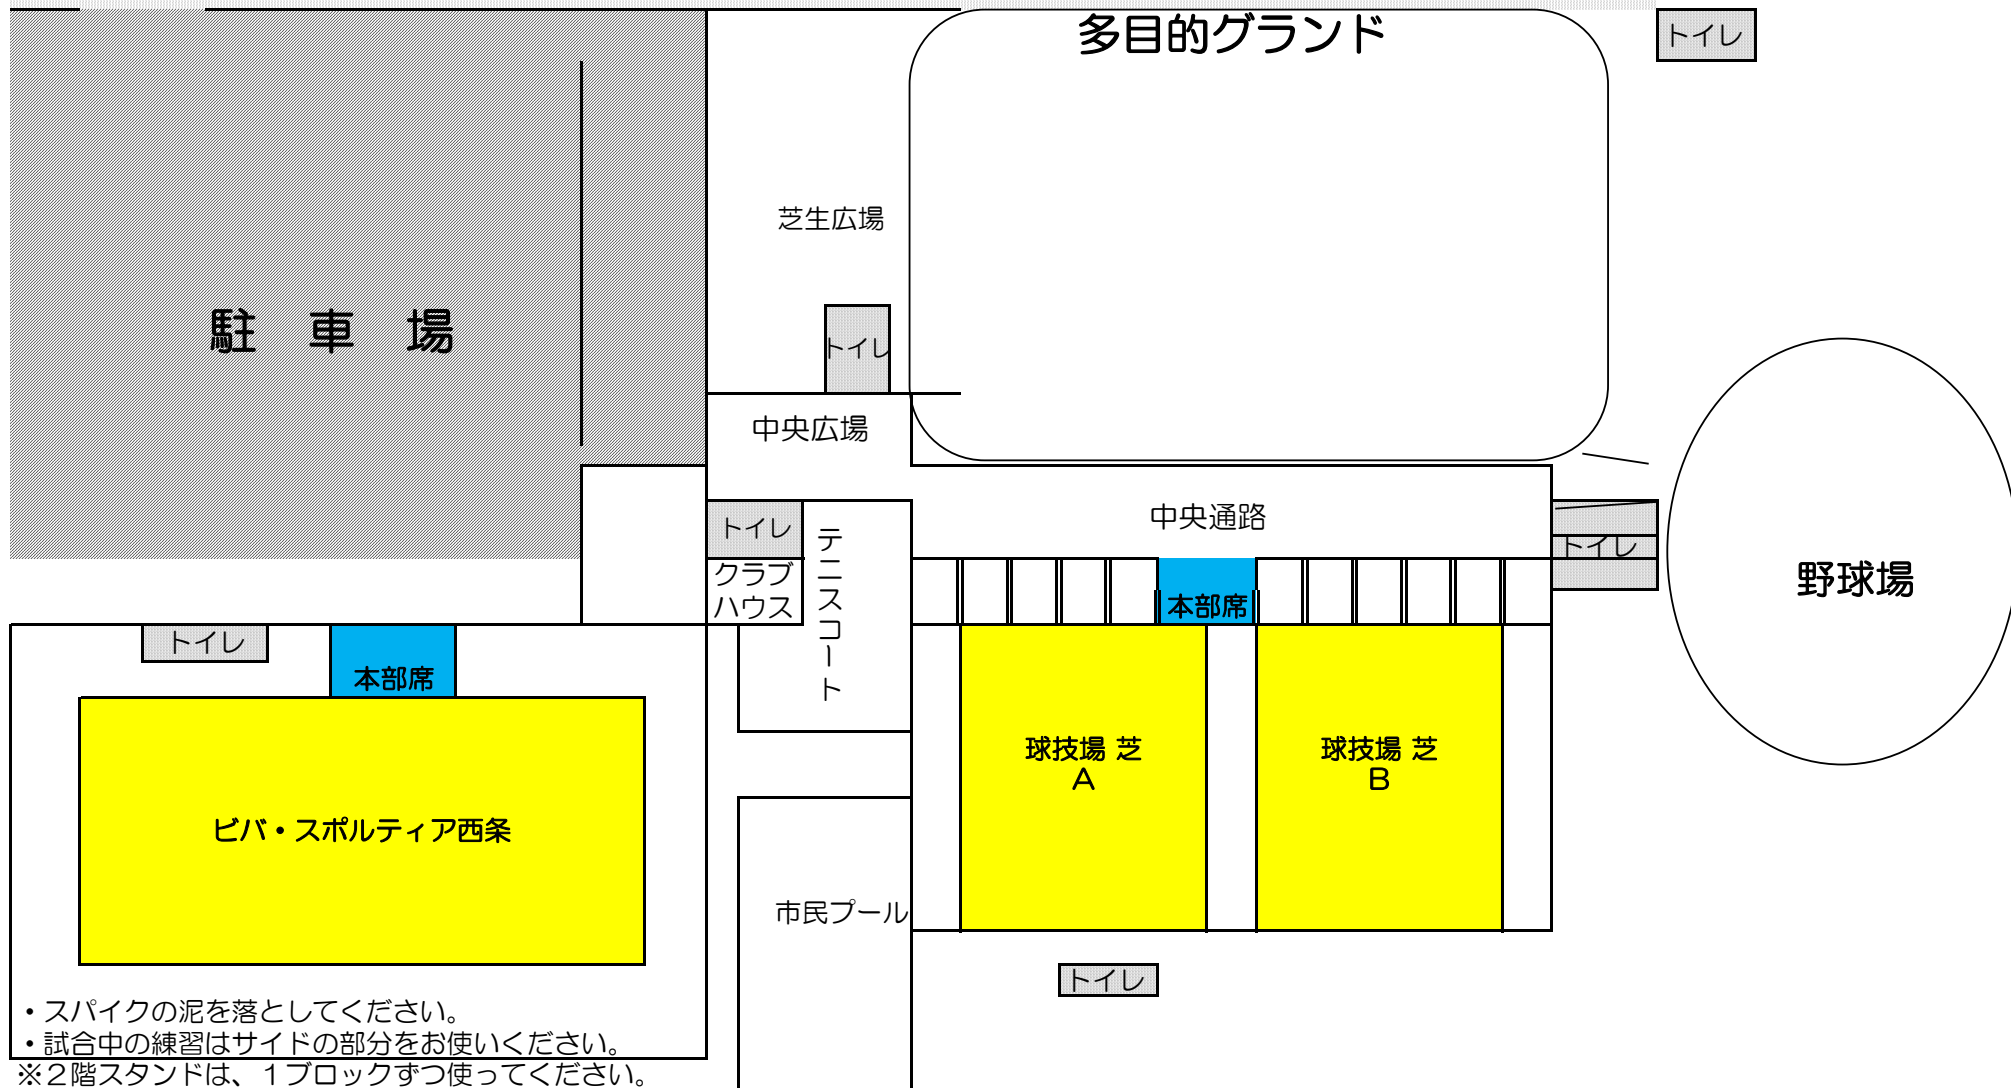 多目的グランド
トイレ
芝生広場
駐 車 場
トイレ
中央広場
中央通路
トイレ
テニスコート
トイレ
クラブ
ハウス
野球場
本部席
トイレ
本部席
球技場 芝
A
球技場 芝
B
ビバ・スポルティア西条
市民プール
トイレ
・スパイクの泥を落としてください。
・試合中の練習はサイドの部分をお使いください。
※２階スタンドは、１ブロックずつ使ってください。